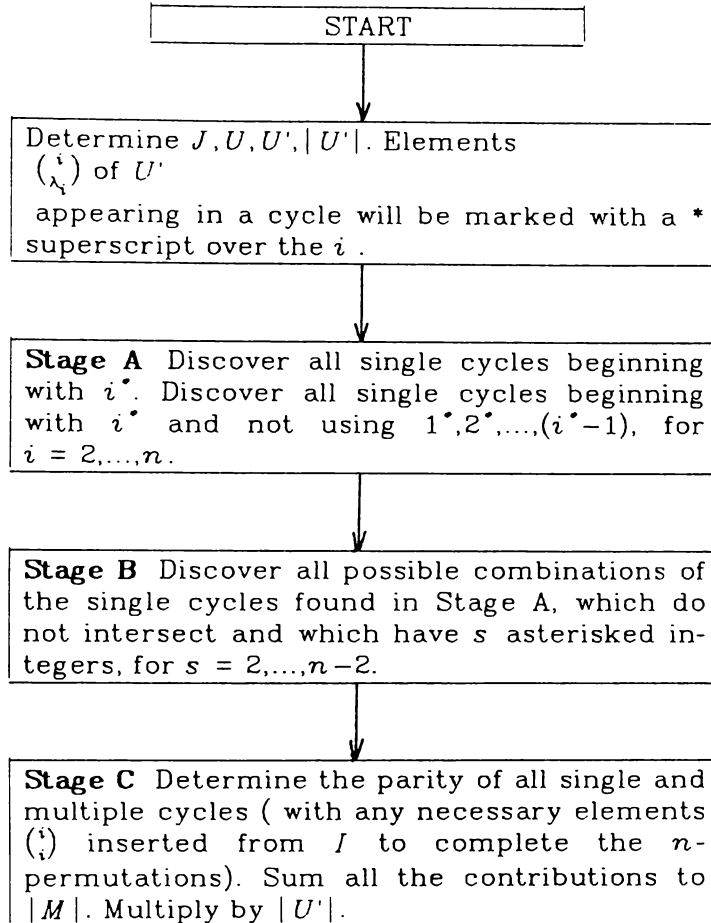 START
Determine J, U, U', |U'|. Elements
(i λi) of U'
appearing in a cycle will be marked with a *
superscript over the i .
Stage A Discover all single cycles beginning
with i*. Discover all single cycles beginning
with i* and not using 1*,2*,...,(i*−1), for
i = 2,...,n.
Stage B Discover all possible combinations of
the single cycles found in Stage A, which do
not intersect and which have s asterisked in-
tegers, for s = 2,...,n−2.
Stage C Determine the parity of all single and
multiple cycles ( with any necessary elements
(i i) inserted from I to complete the n-
permutations). Sum all the contributions to
|M|. Multiply by |U'|.